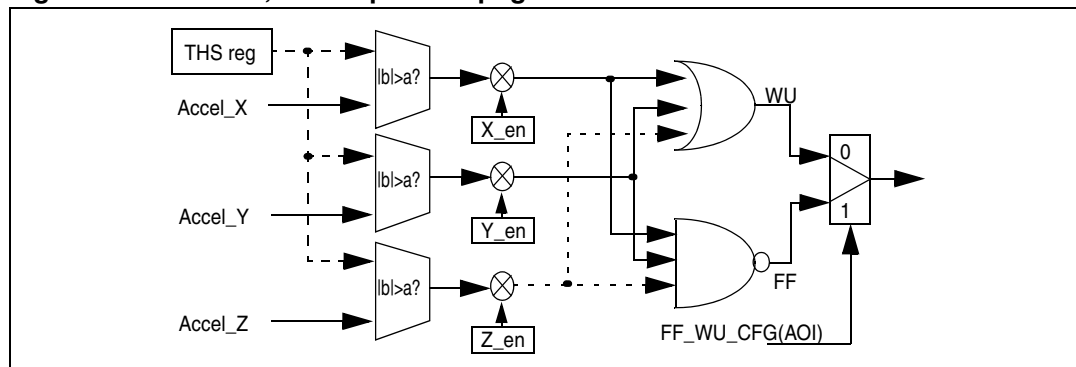 THS reg
|b|>a?
Accel_X
X_en
WU
0
|b|>a?
Accel_Y
Y_en
1
|b|>a?
FF
Accel_Z
Z_en
FF_WU_CFG(AOI)